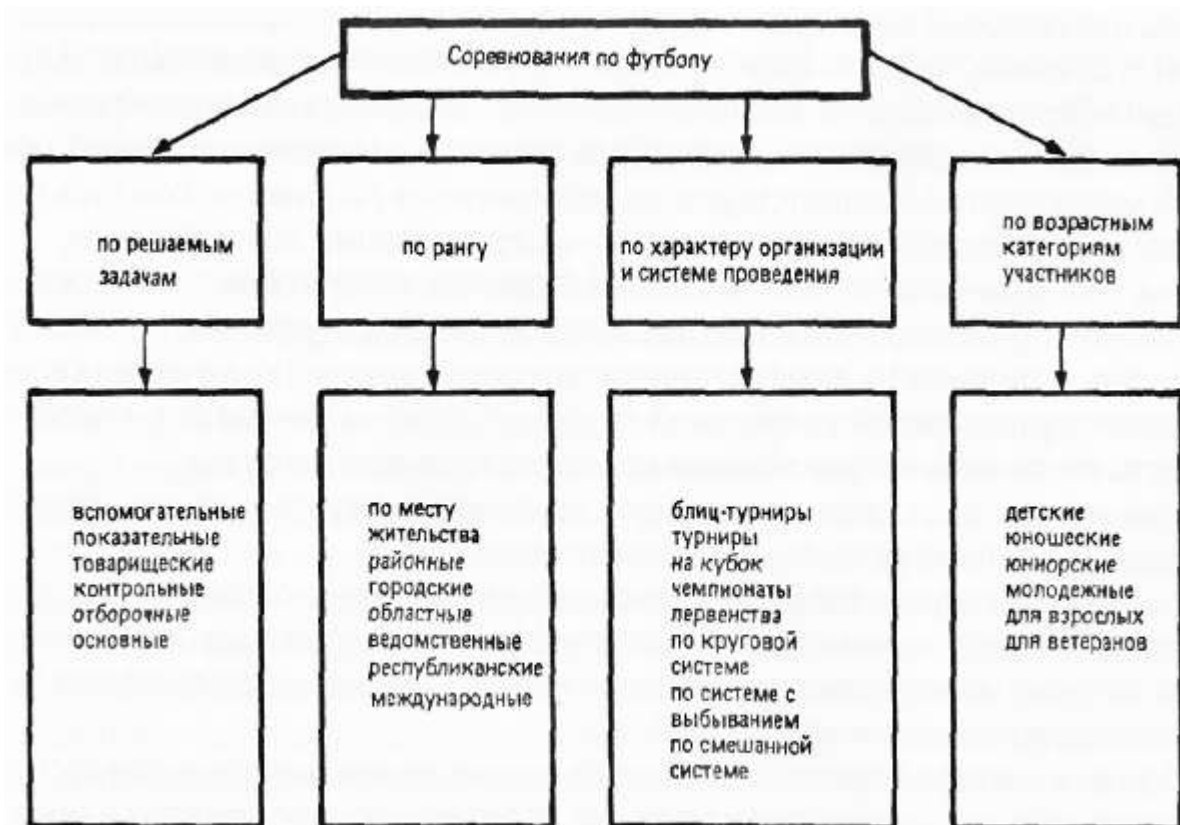 Соревнования по футболу
по решаемым
задачам
по рангу
по характеру организации
и системе проведения
по возрастным
категориям
участников
вспомогательные
показательные
товарищеские
контрольные
отборочные
основные
по месту
жительства
районные
городские
областные
ведомственные
республиканские
международные
блиц-турниры
турниры
на кубок
чемпионаты
первенства
по круговой
системе
по системе с
выбыванием
по смешанной
системе
детские
юношеские
юниорские
молодежные
для взрослых
для ветеранов